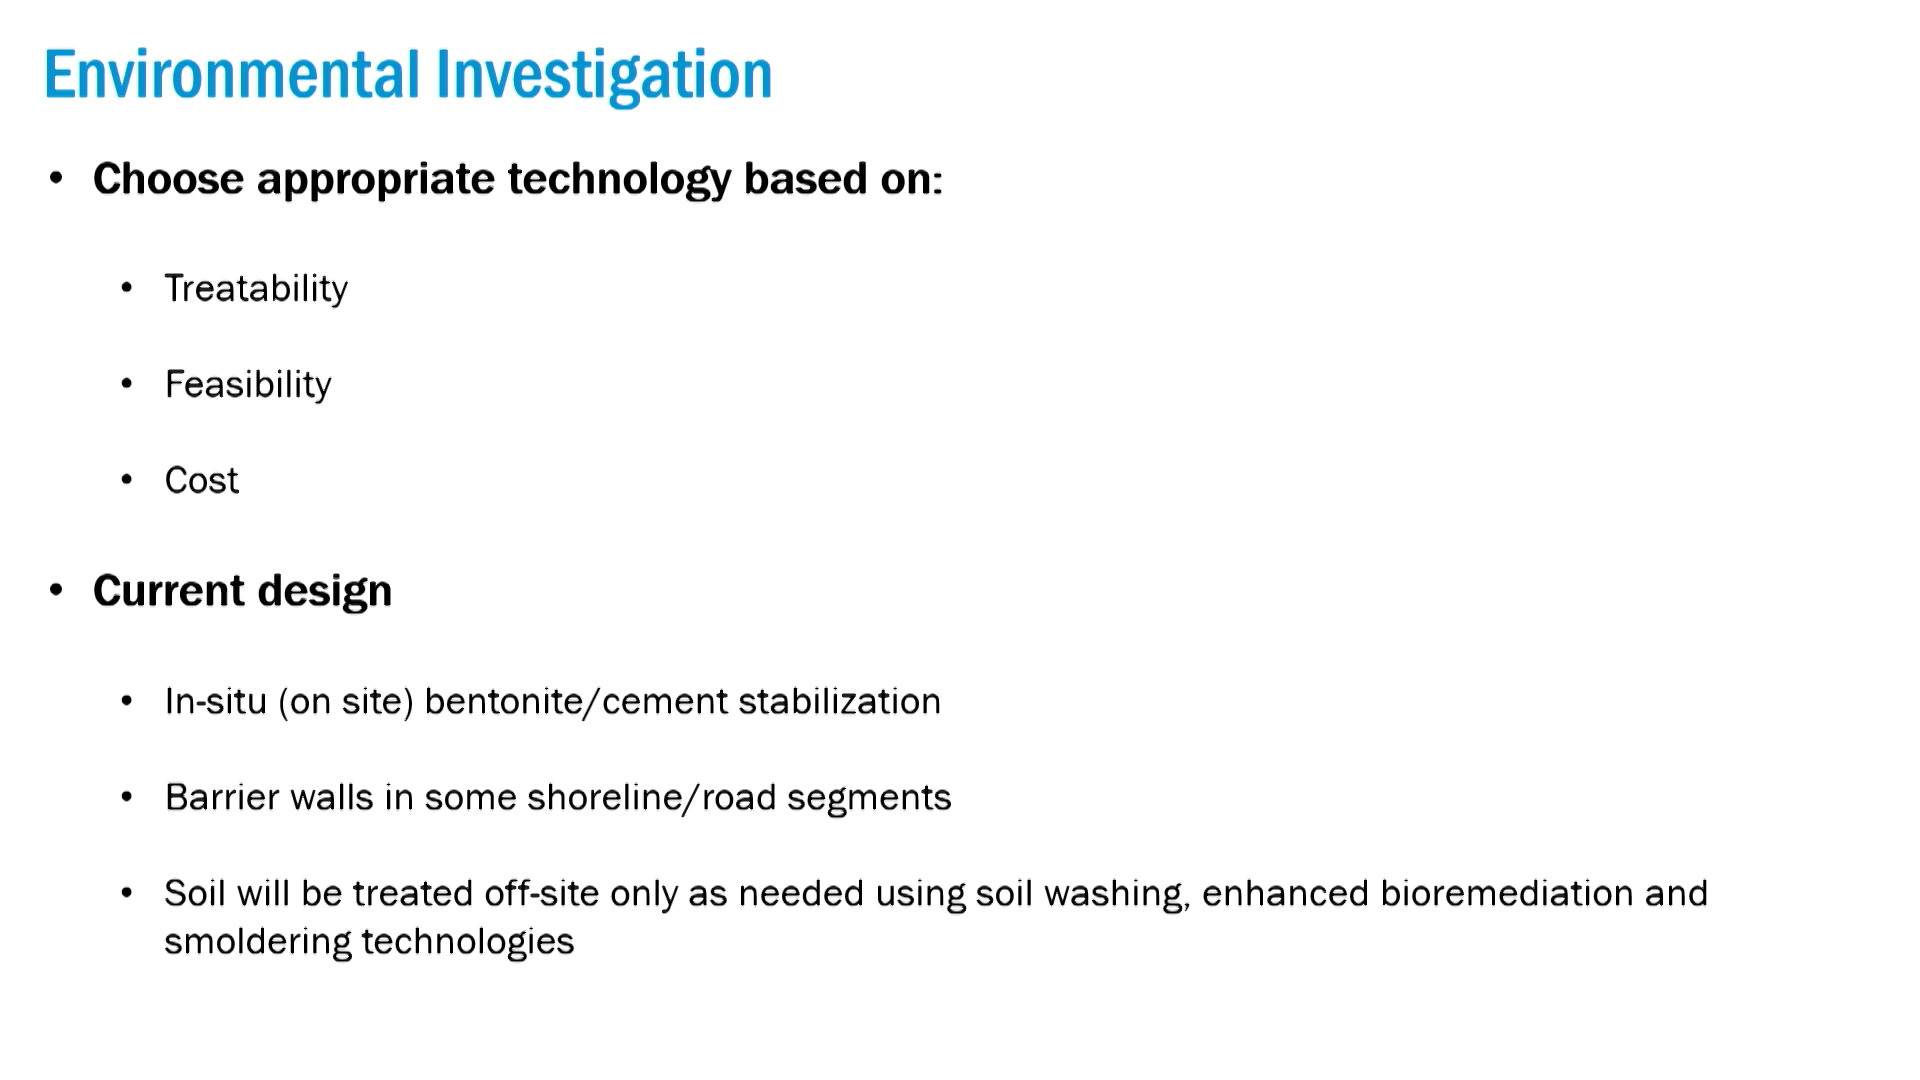 Environmental Investigation
• Choose appropriate technology based on:
• Treatability
• Feasibility
• Cost
• Current design
• In-situ (on site) bentonite/cement stabilization
• Barrier walls in some shoreline/road segments
• Soil will be treated off-site only as needed using soil washing, enhanced bioremediation and
smoldering technologies